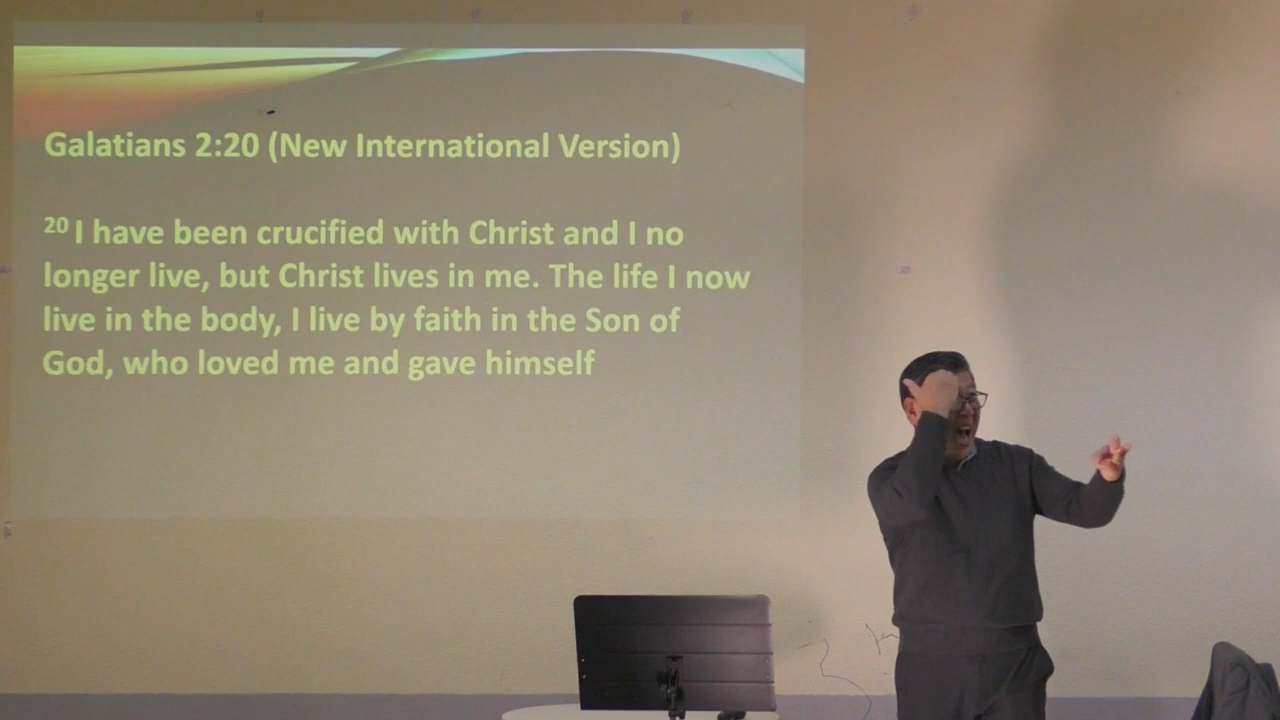 Galatians 2:20 (New International Version)
20 I have been crucified with Christ and I no
longer live, but Christ lives in me. The life I now
live in the body, I live by faith in the Son of
God, who loved me and gave himself